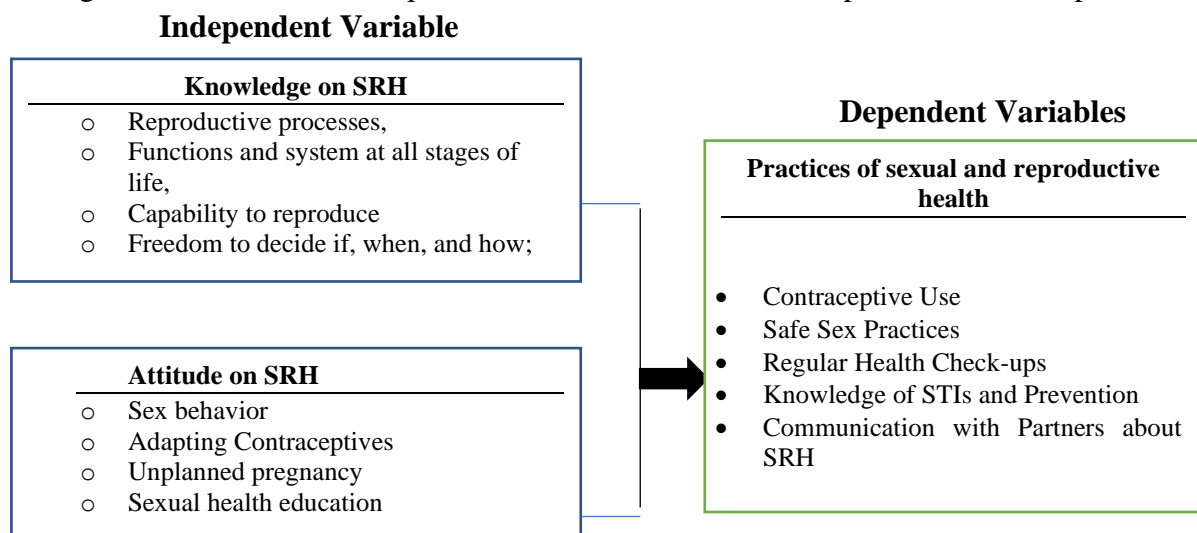 Independent Variable
Knowledge on SRH
o Reproductive processes,
o Functions and system at all stages of
life,
o Capability to reproduce
o Freedom to decide if, when, and how;
Attitude on SRH
o Sex behavior
o Adapting Contraceptives
o Unplanned pregnancy
o Sexual health education
Dependent Variables
Practices of sexual and reproductive
health
• Contraceptive Use
• Safe Sex Practices
• Regular Health Check-ups
• Knowledge of STIs and Prevention
• Communication with Partners about
SRH